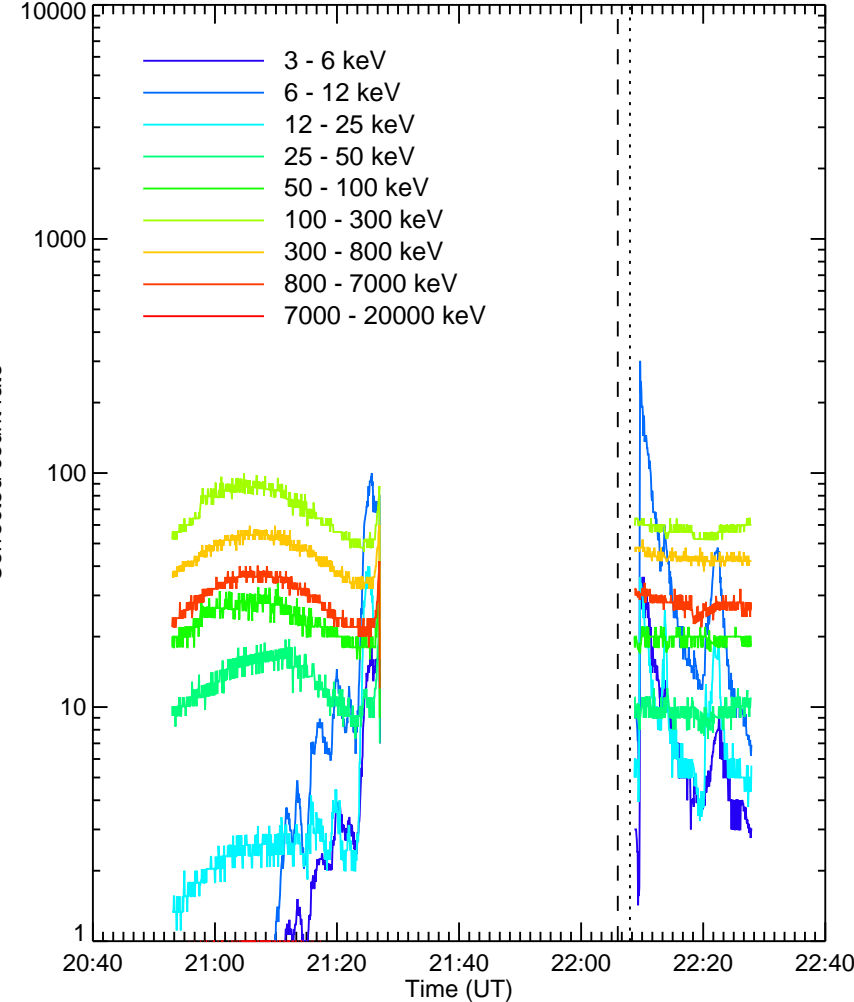 10000
3 - 6 keV
6 - 12 keV
12 - 25 keV
25 - 50 keV
50 - 100 keV
100 - 300 keV
300 - 800 keV
800 - 7000 keV
7000 - 20000 keV
1000
100
10
1
20:40 21:00 21:20 21:40 22:00 22:20 22:40
Time (UT)